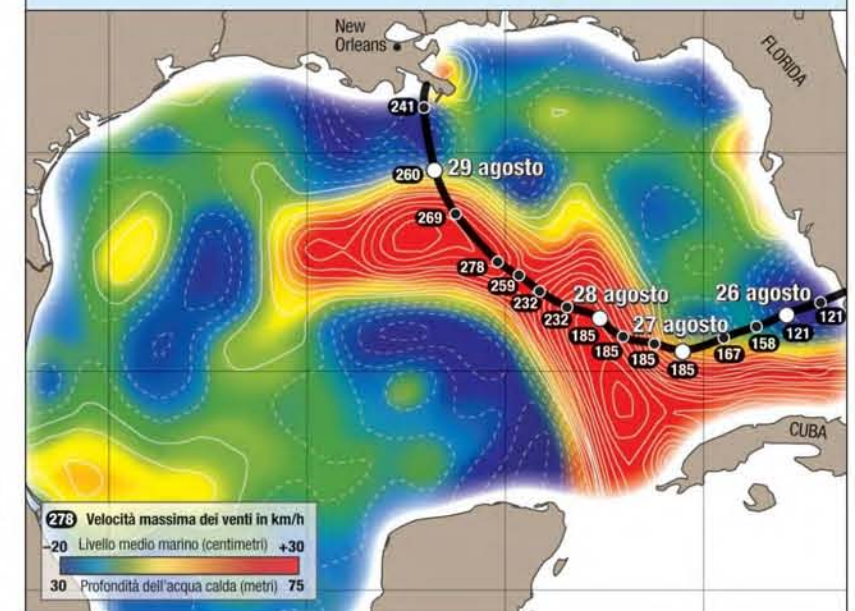 New
Orleans
FLORIDA
241
260
29 agosto
269
278
259
232
232
28 agosto
185
185
27 agosto
185
185
26 agosto
167
158
121
121
CUBA
278 Velocità massima dei venti in km/h
-20 Livello medio marino (centimetri) +30
30 Profondità dell'acqua calda (metri) 75